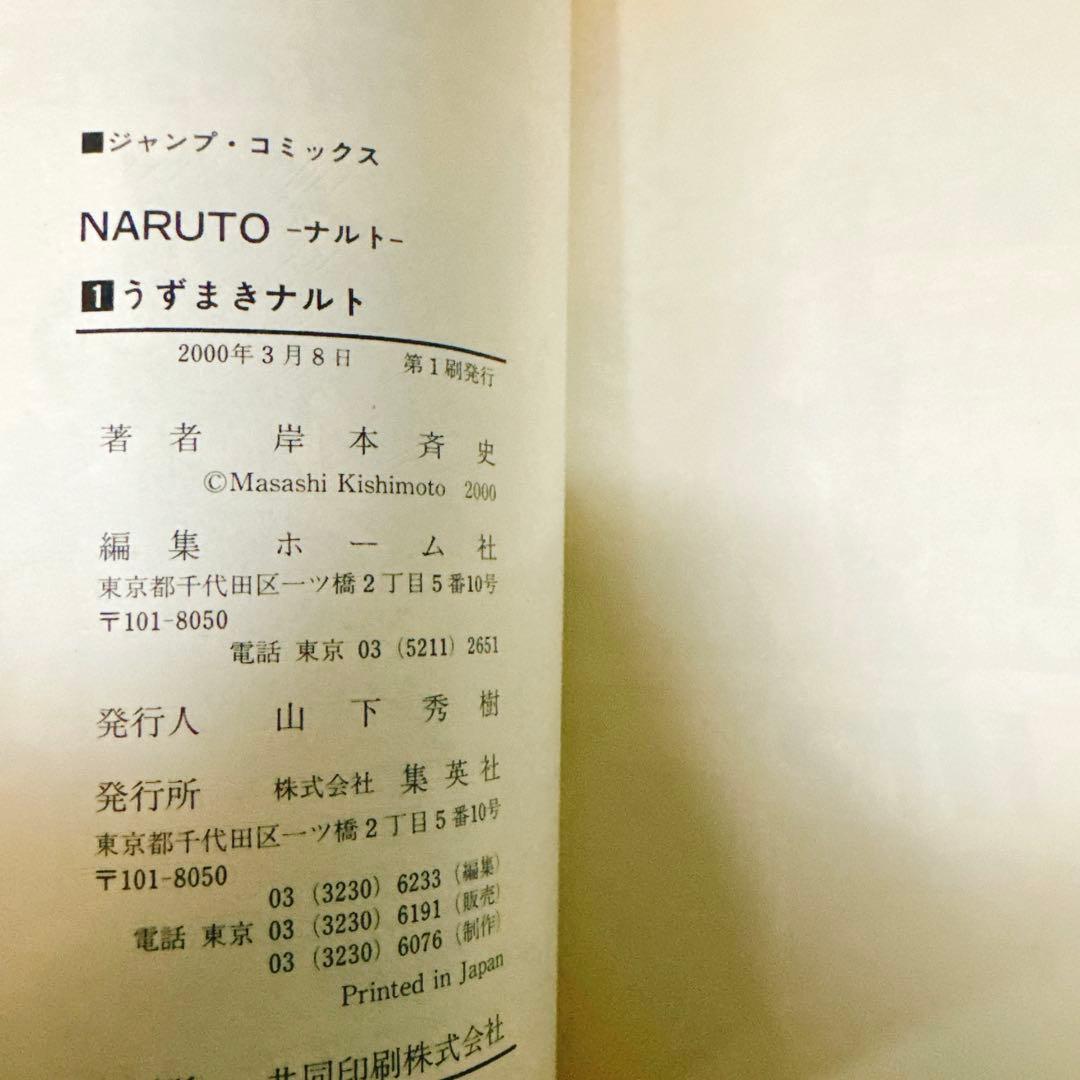 ■ジャンプ・コミックス
NARUTO -ナルト-
1 うずまきナルト
2000年3月8日 第1刷発行
著者 岸本斉史
©Masashi Kishimoto 2000
編集 ホーム社
東京都千代田区一ツ橋2丁目5番10号
〒101-8050
電話 東京 03 (5211) 2651
発行人 山下秀樹
発行所 株式会社 集英社
東京都千代田区一ツ橋2丁目5番10号
〒101-8050
03 (3230) 6233 (編集)
電話 東京 03 (3230) 6191 (販売)
03 (3230) 6076 (制作)
Printed in Japan
共同印刷株式会社